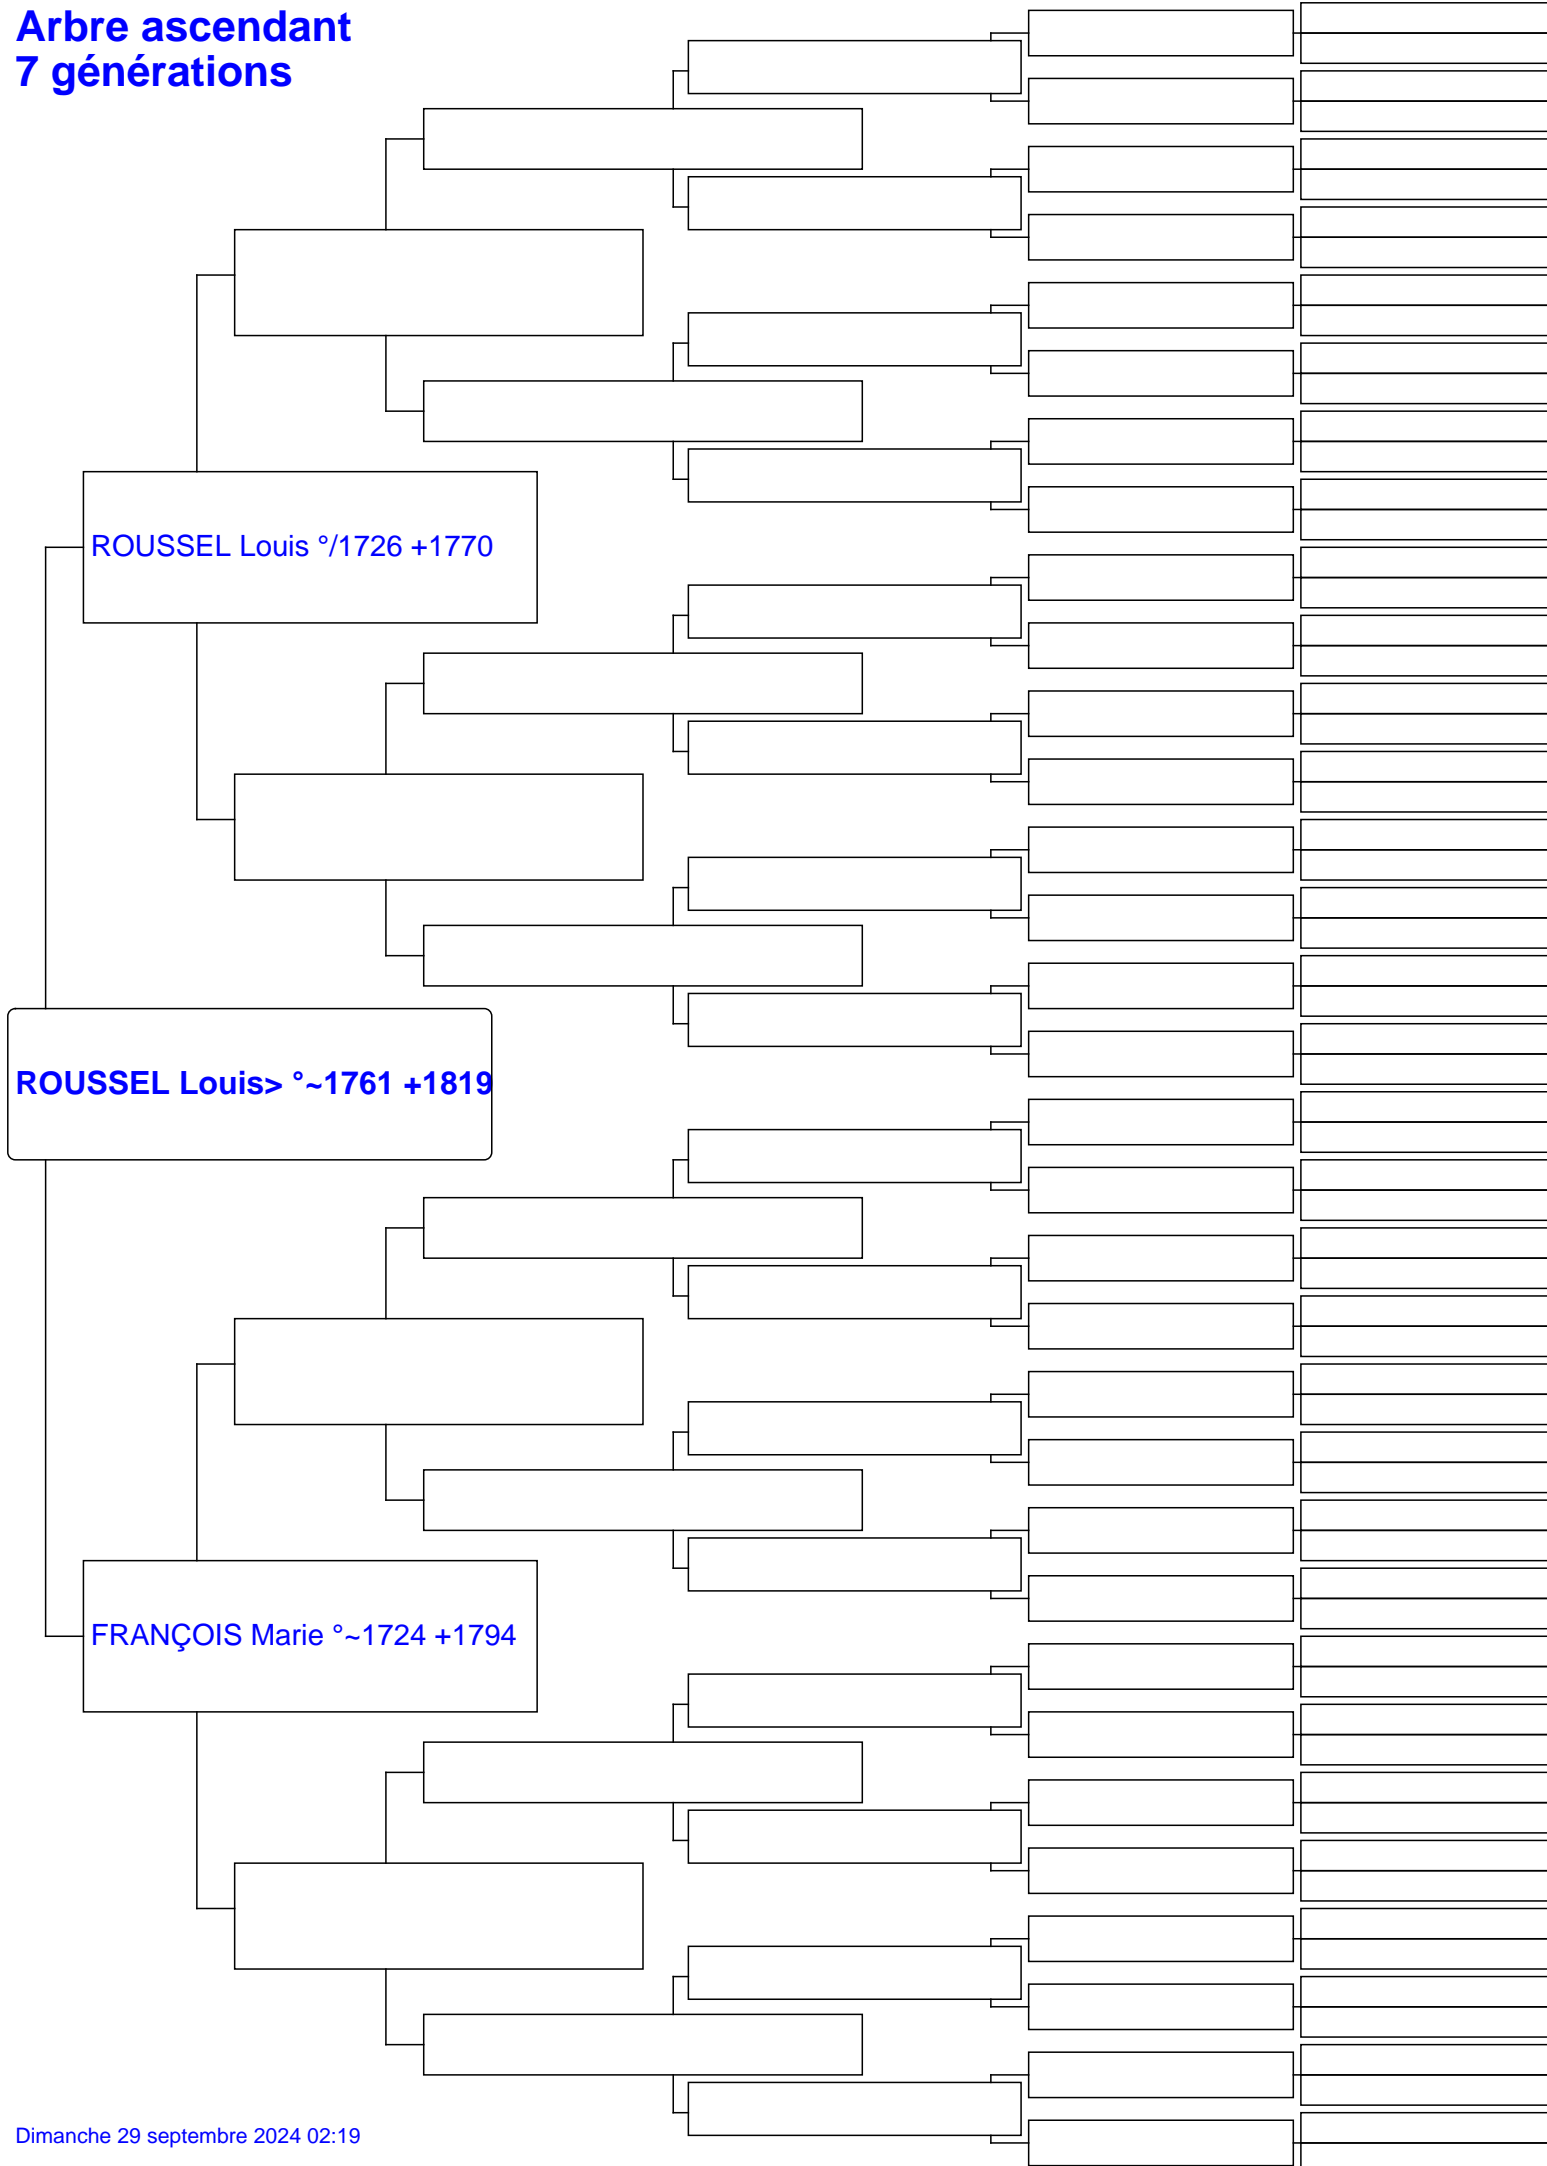 Arbre ascendant
7 générations
ROUSSEL Louis °/1726 +1770
ROUSSEL Louis> °~1761 +1819
FRANÇOIS Marie °~1724 +1794
Dimanche 29 septembre 2024 02:19